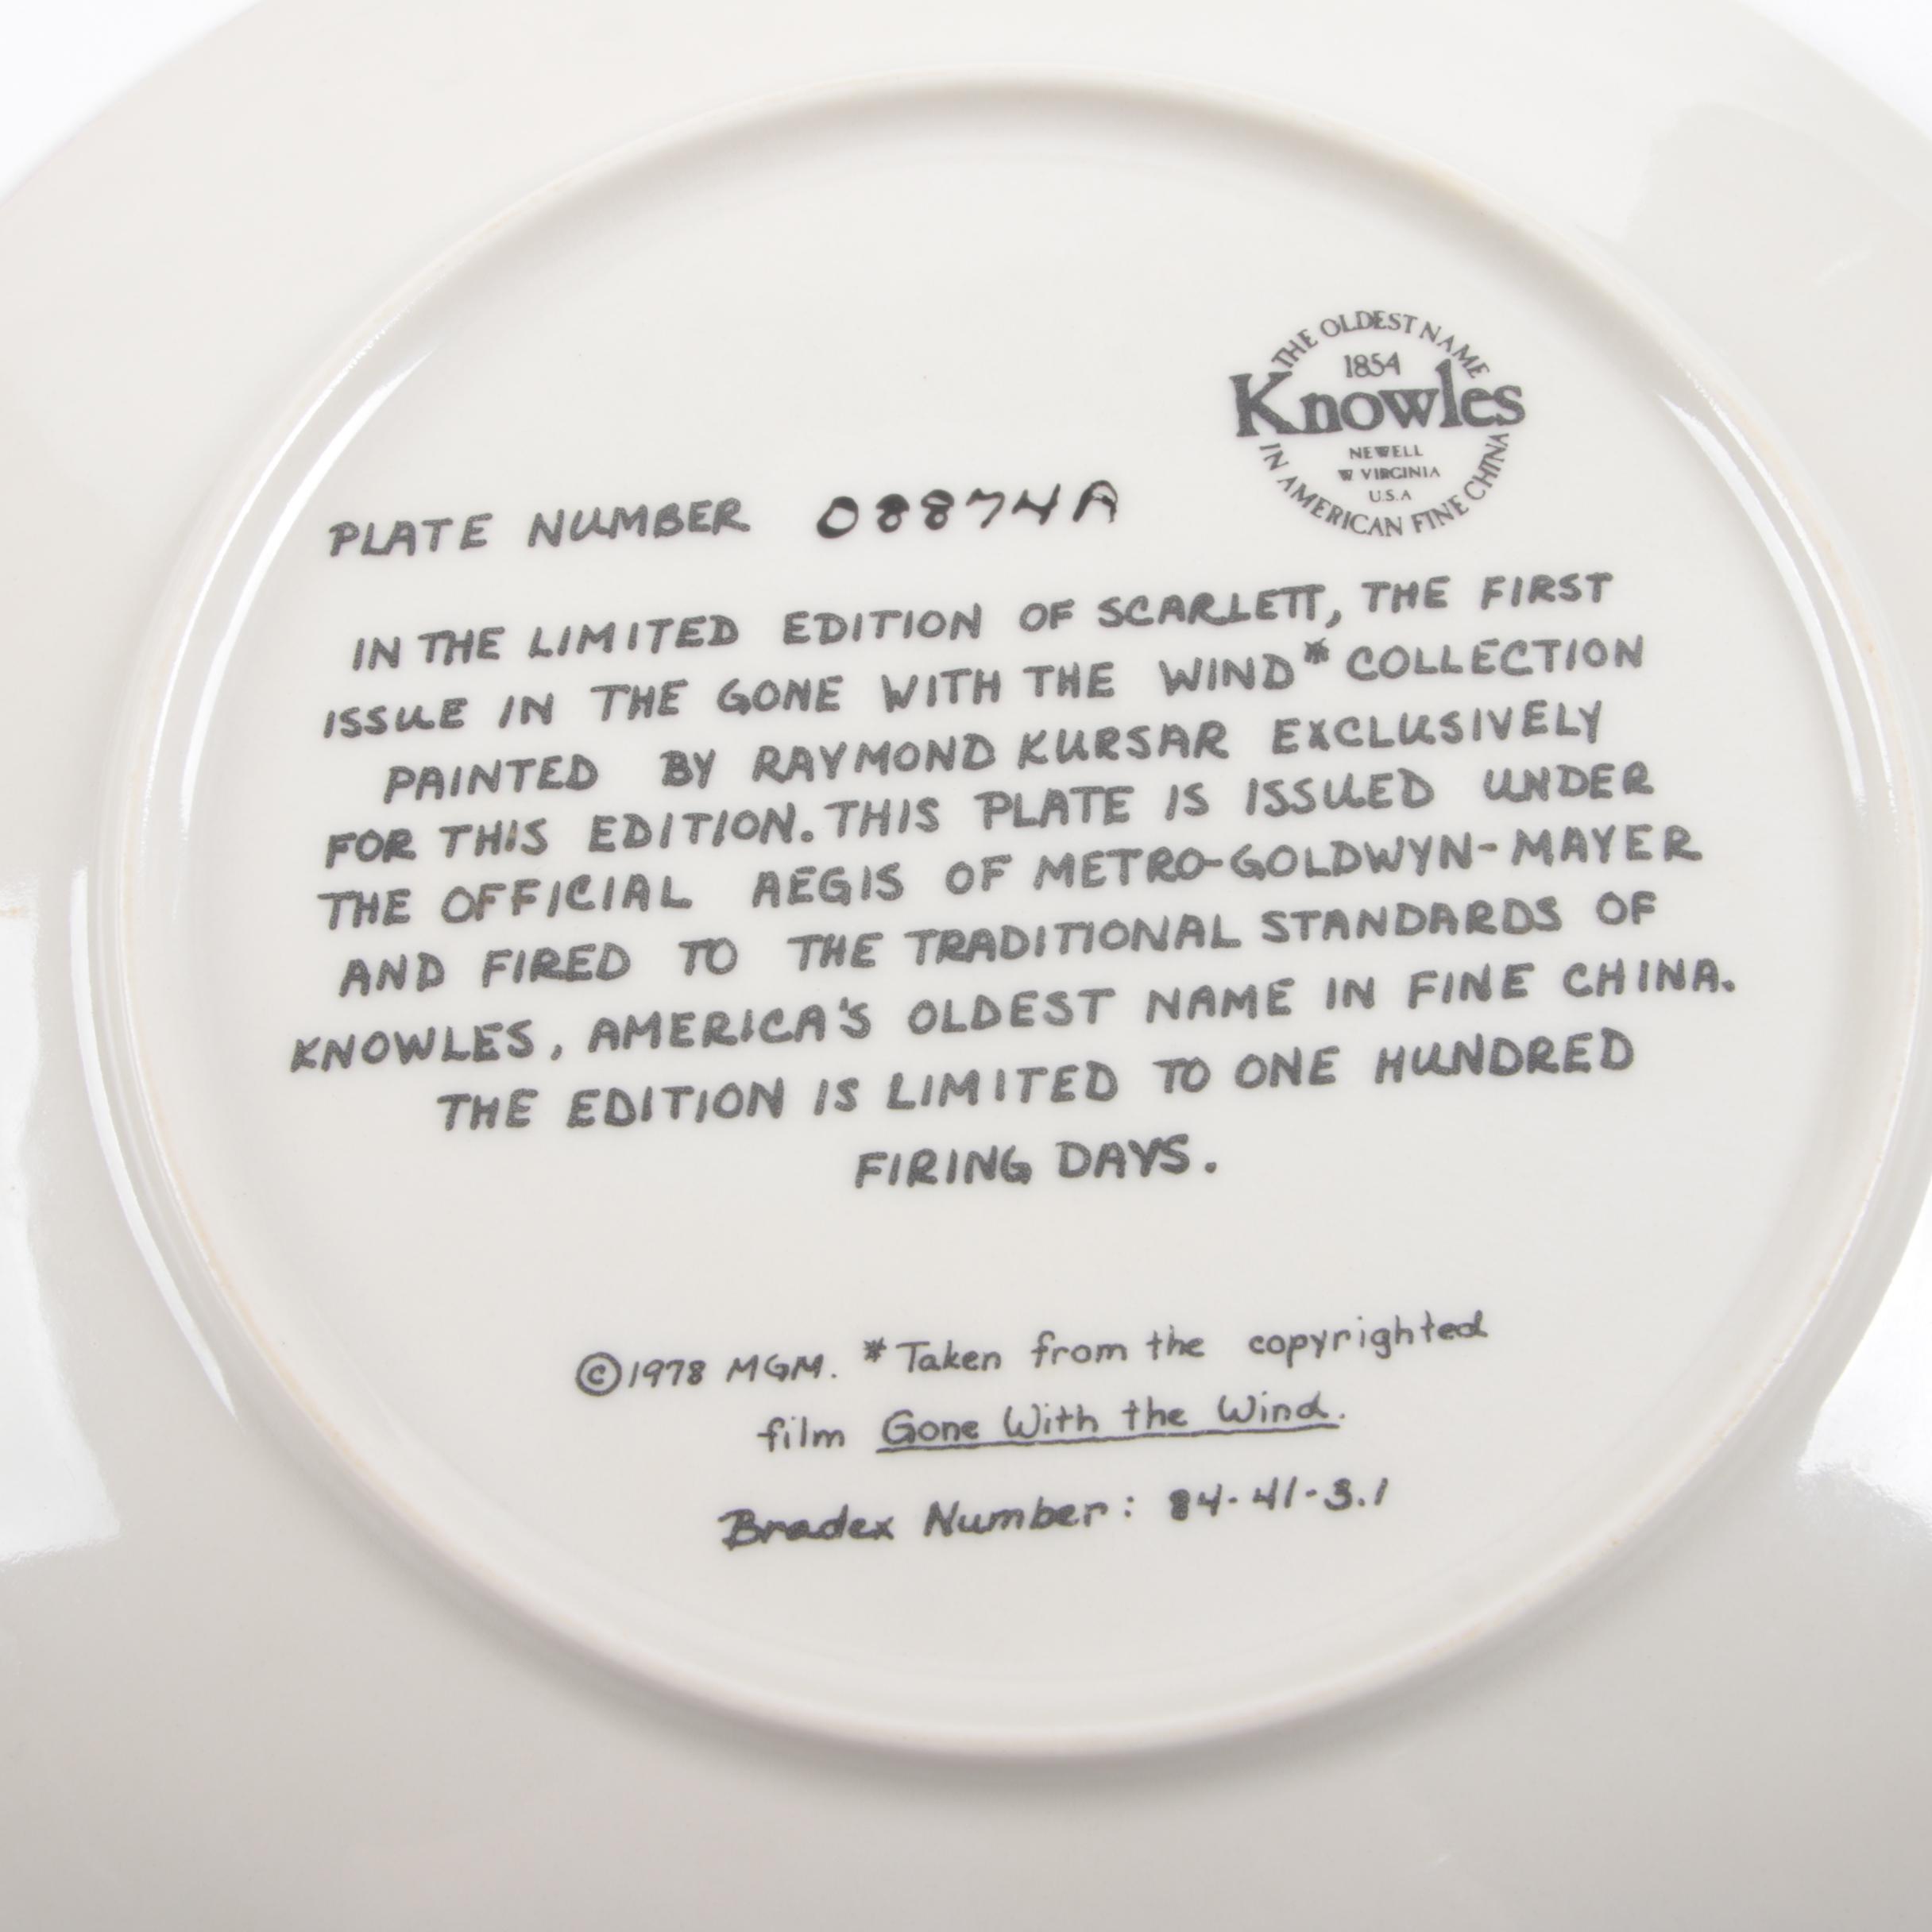 THE OLDEST NAME
1854
Knowles
NEWELL
W VIRGINIA
U.S.A
IN AMERICAN FINE CHINA
PLATE NUMBER 08874A
IN THE LIMITED EDITION OF SCARLETT, THE FIRST
ISSUE IN THE GONE WITH THE WIND* COLLECTION
PAINTED BY RAYMOND KURSAR EXCLUSIVELY
FOR THIS EDITION. THIS PLATE IS ISSUED UNDER
THE OFFICIAL AEGIS OF METRO-GOLDWYN-MAYER
AND FIRED TO THE TRADITIONAL STANDARDS OF
KNOWLES, AMERICA'S OLDEST NAME IN FINE CHINA.
THE EDITION IS LIMITED TO ONE HUNDRED
FIRING DAYS.
©1978 MGM. *Taken from the copyrighted
film Gone With the Wind.
Bradex Number: 84-41-3.1